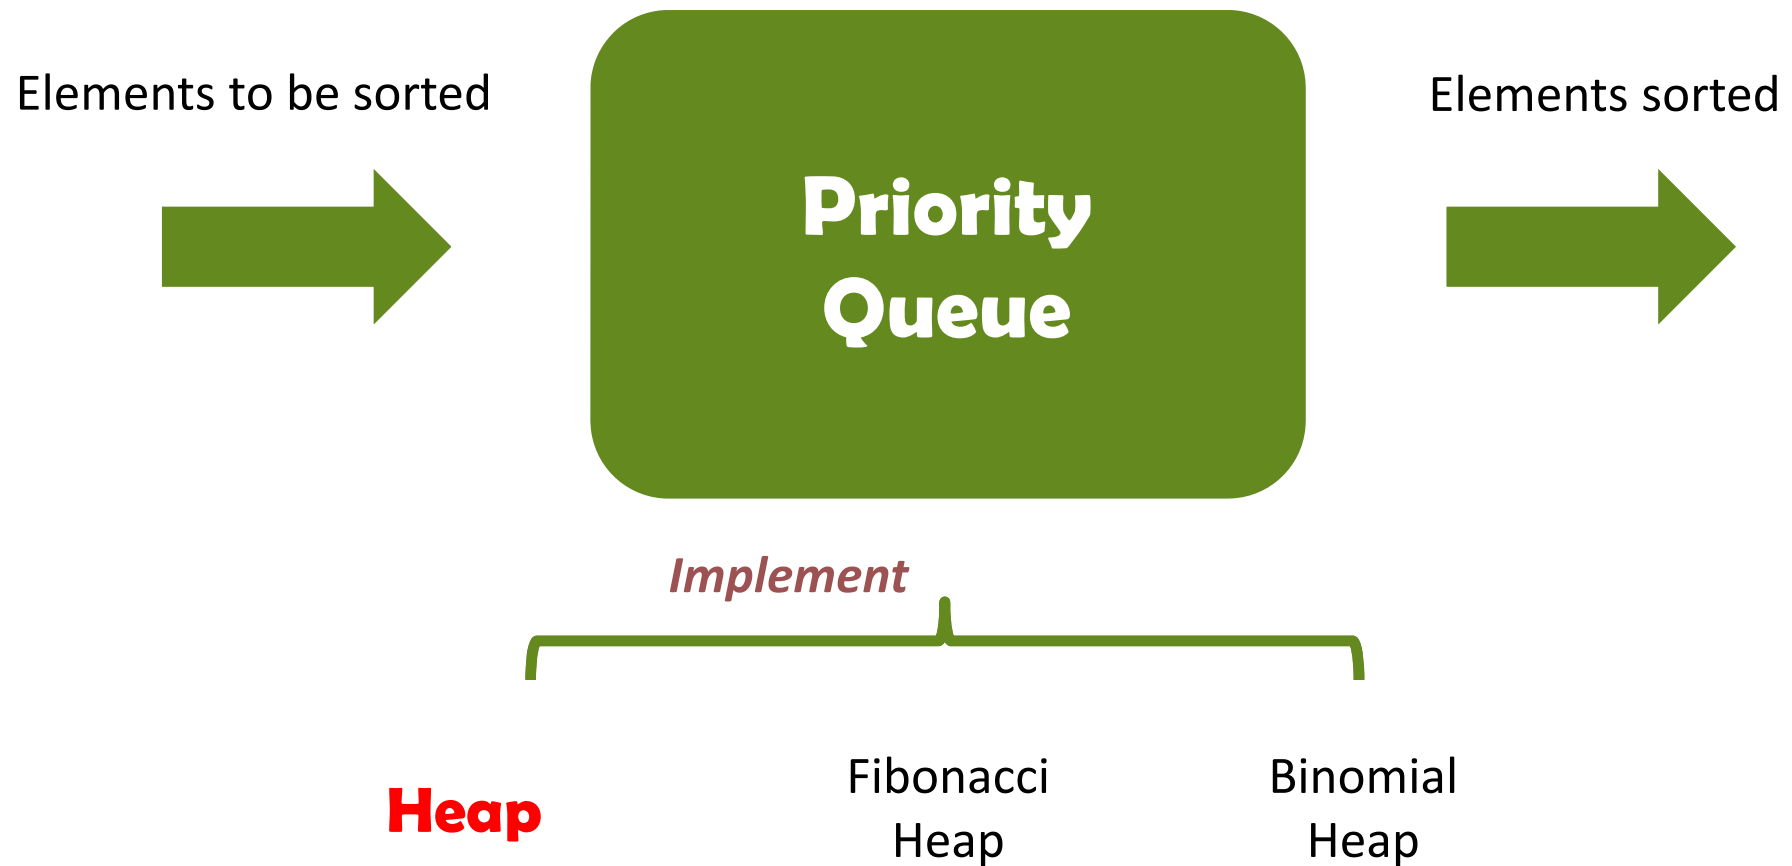 Elements to be sorted
Elements sorted
Priority
Queue
Implement
Heap
Fibonacci
Heap
Binomial
Heap